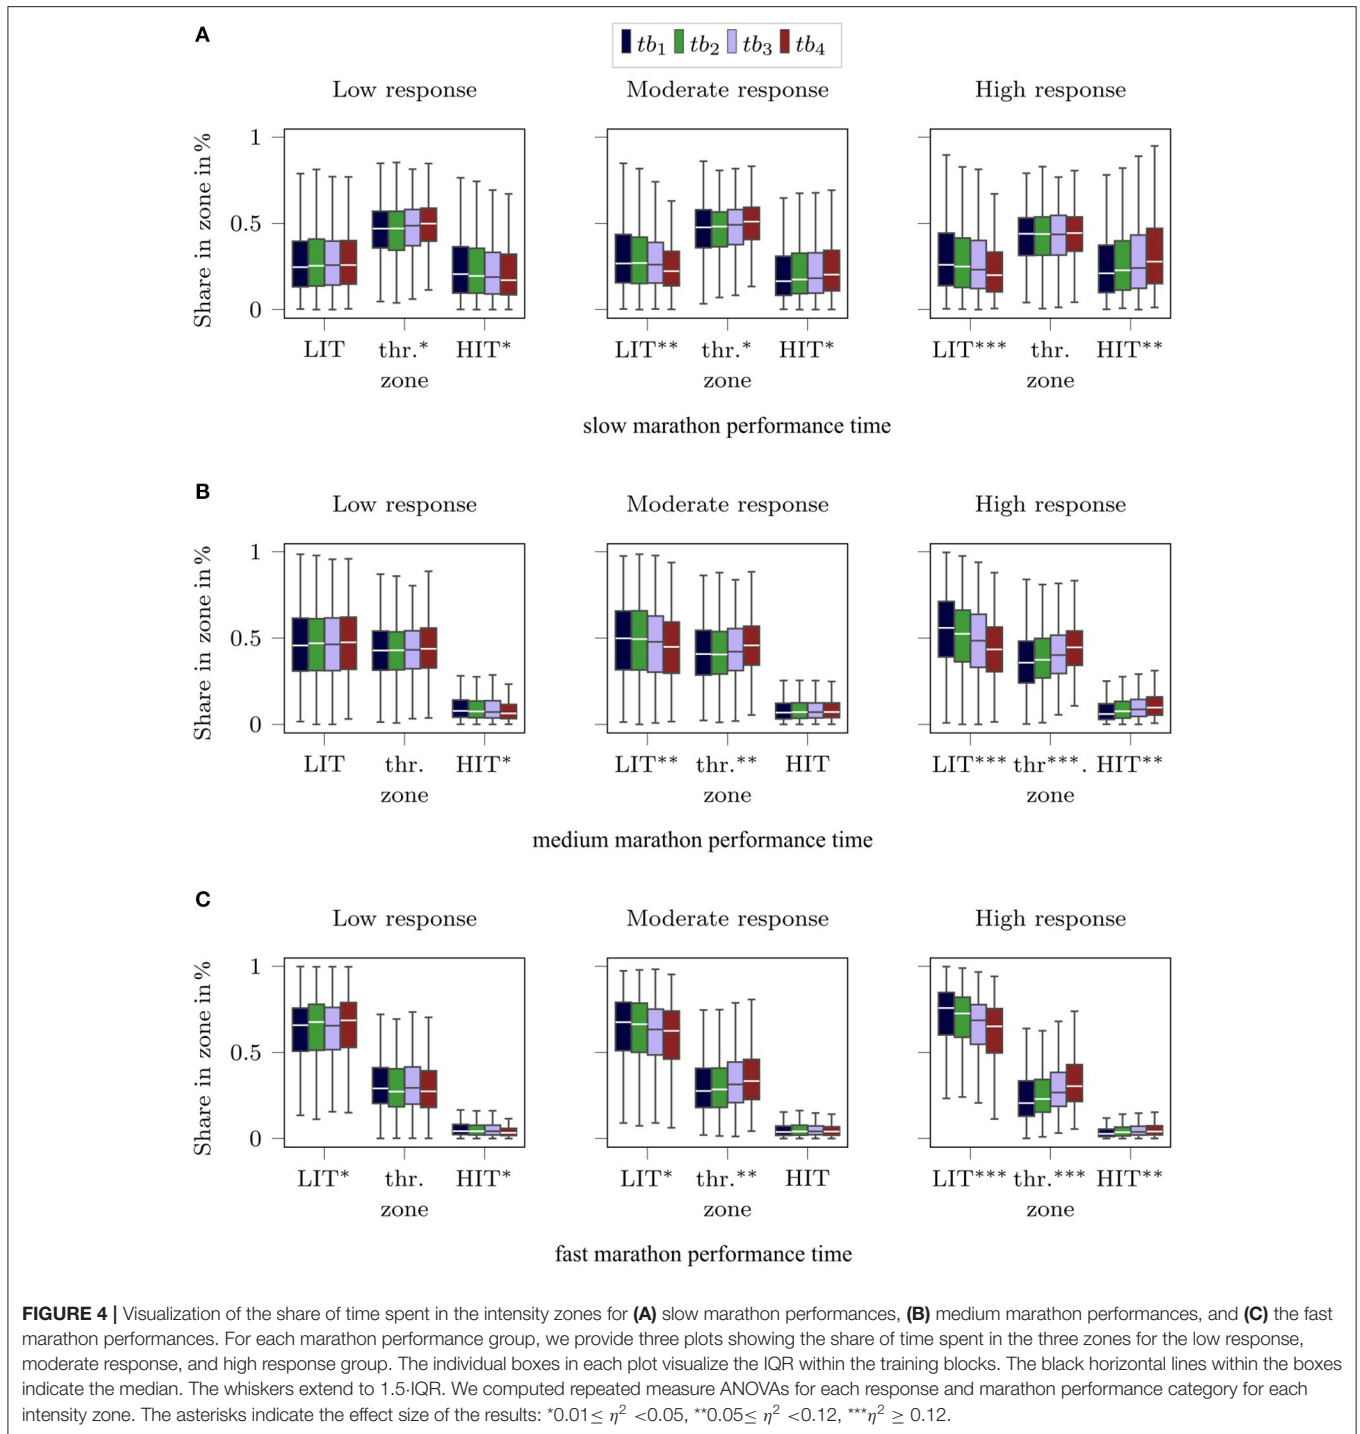 A
tb1 tb2 tb3 tb4
Low response Moderate response High response
Share in zone in %
1
0.5
0
LIT thr.* HIT*
zone
LIT** thr.* HIT*
zone
LIT*** thr. HIT**
zone
slow marathon performance time
B
Low response Moderate response High response
Share in zone in %
1
0.5
0
LIT thr. HIT*
zone
LIT** thr.** HIT
zone
LIT*** thr***. HIT**
zone
medium marathon performance time
C
Low response Moderate response High response
Share in zone in %
1
0.5
0
LIT* thr. HIT*
zone
LIT* thr.** HIT
zone
LIT*** thr.*** HIT**
zone
fast marathon performance time
FIGURE 4 | Visualization of the share of time spent in the intensity zones for (A) slow marathon performances, (B) medium marathon performances, and (C) the fast
marathon performances. For each marathon performance group, we provide three plots showing the share of time spent in the three zones for the low response,
moderate response, and high response group. The individual boxes in each plot visualize the IQR within the training blocks. The black horizontal lines within the boxes
indicate the median. The whiskers extend to 1.5·IQR. We computed repeated measure ANOVAs for each response and marathon performance category for each
intensity zone. The asterisks indicate the effect size of the results: *0.01≤ η² <0.05, **0.05≤ η² <0.12, ***η² ≥ 0.12.